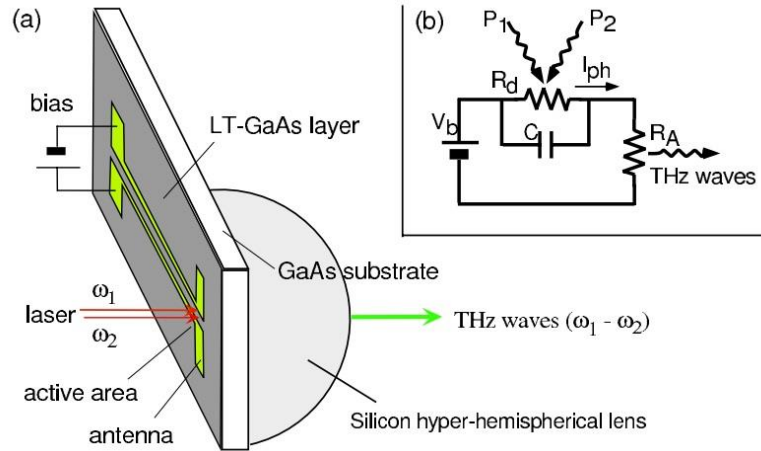 (a)
bias
LT-GaAs layer
GaAs substrate
laser
ω1
ω2
THz waves (ω1 - ω2)
active area
antenna
Silicon hyper-hemispherical lens
(b)
P1
P2
Rd
Iph
Vb
C
RA
THz waves